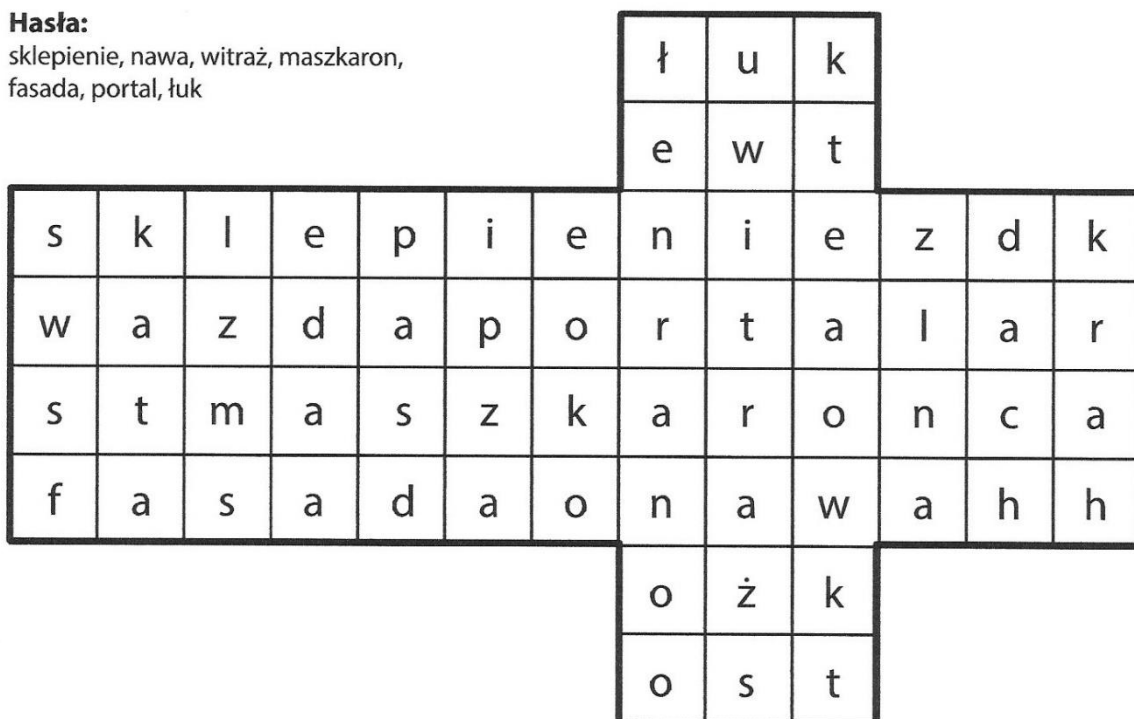 Hasła:
sklepienie, nawa, witraż, maszkaron,
fasada, portal, łuk
ł u k
e w t
s k l e p i e n i e z d k
w a z d a p o r t a l a r
s t m a s z k a r o n c a
f a s a d a o n a w a h h
o ż k
o s t